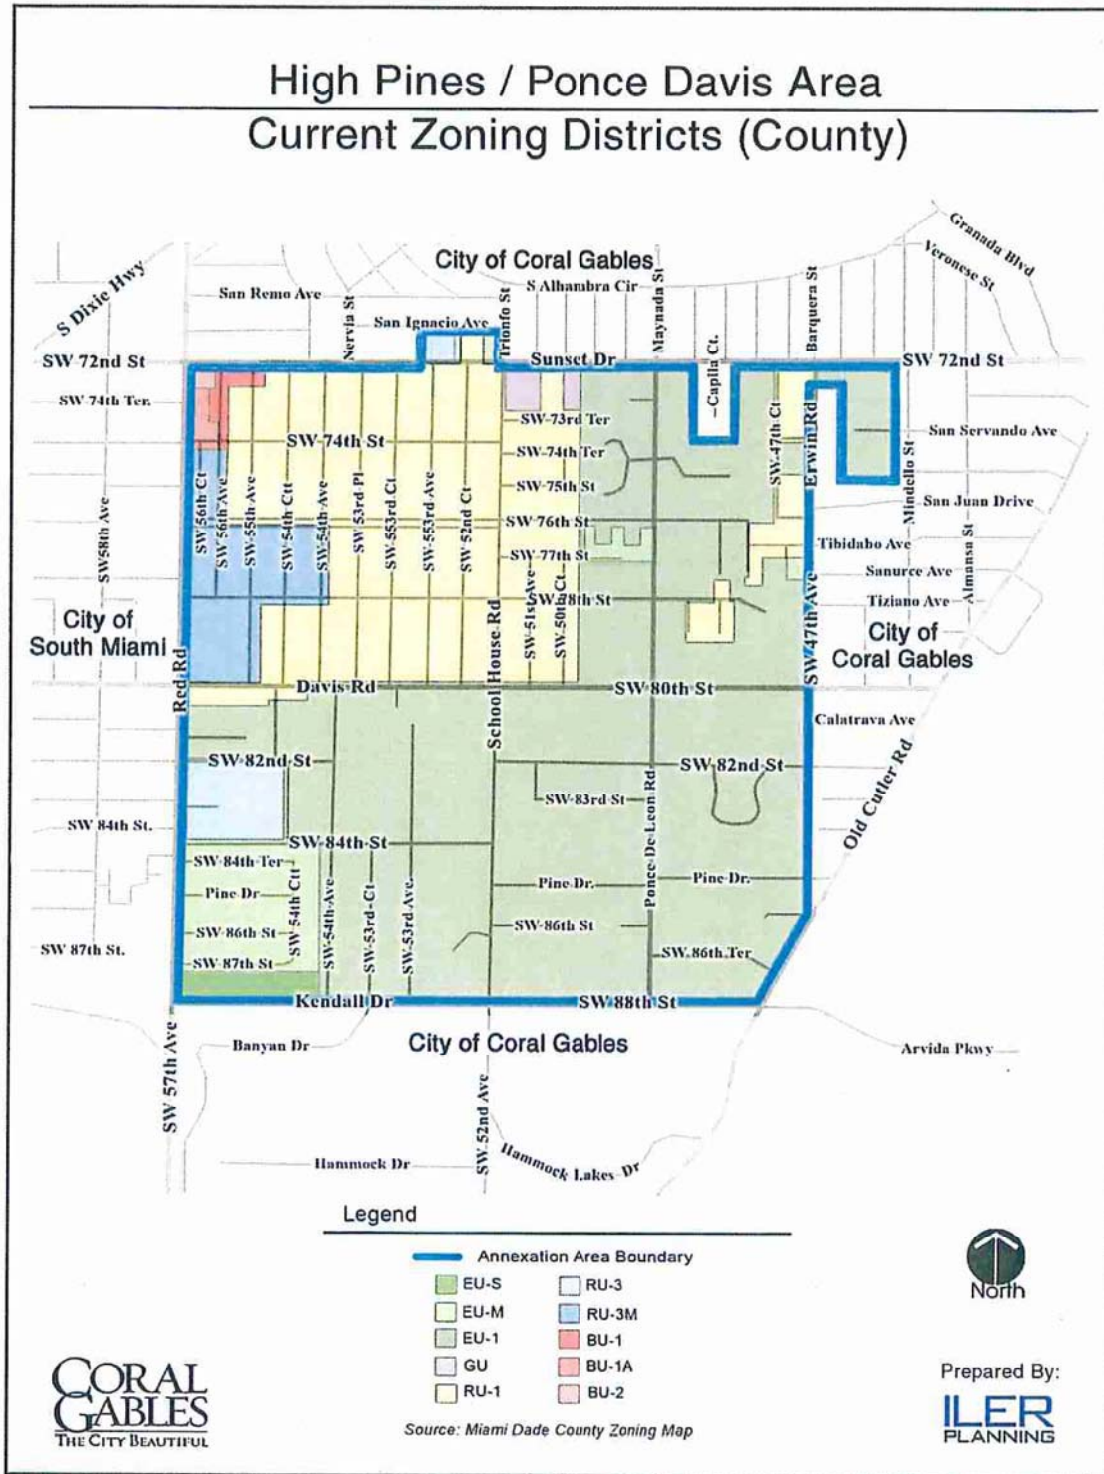 High Pines / Ponce Davis Area
Current Zoning Districts (County)
Granada Blvd
Veronese St
City of Coral Gables
S Dixie Hwy
S Alhambra Cir
San Remo Ave
Nervia St
San Ignacio Ave
Trionfo St
Maynada St
Barquera St
SW 72nd St
Sunset Dr
Capila Ct.
SW 72nd St
SW 74th Ter.
SW 73rd Ter
SW 47th Ct
Erwin Rd
San Servando Ave
SW 74th St
SW 74th Ter
SW 75th St
Mindello St
San Juan Drive
SW 58th Ave
SW 56th Ct
SW 56th Ave
SW 55th Ave
SW 54th Ctt
SW 54th Ave
SW 53rd Pl
SW 553rd Ct
SW 553rd Ave
SW 52nd Ct
SW 76th St
SW 77th St
Tibidabo Ave
Sanurce Ave
Almansa St
SW 51st Ave
SW 50th Ct
SW 78th St
Tiziano Ave
City of
South Miami
School House Rd
SW 47th Ave
City of
Coral Gables
Red Rd
Davis Rd
SW 80th St
Calatrava Ave
SW 82nd St
SW 82nd St
SW 83rd St
Ponce De Leon Rd
Old Cutler Rd
SW 84th St.
SW 84th St
SW 84th Ter
Pine Dr
SW 54th Ctt
SW 54th Ave
SW 53rd Ct
SW 53rd Ave
Pine Dr.
Pine Dr.
SW 86th St
SW 86th St
SW 87th St.
SW 87th St
SW 86th Ter
Kendall Dr
SW 88th St
SW 57th Ave
Banyan Dr
City of Coral Gables
Arvida Pkwy
SW 52nd Ave
Hammock Dr
Hammock Lakes Dr
Legend
Annexation Area Boundary
EU-S
RU-3
EU-M
RU-3M
EU-1
BU-1
GU
BU-1A
RU-1
BU-2
Source: Miami Dade County Zoning Map
North
CORAL
GABLES
THE CITY BEAUTIFUL
Prepared By:
ILER
PLANNING